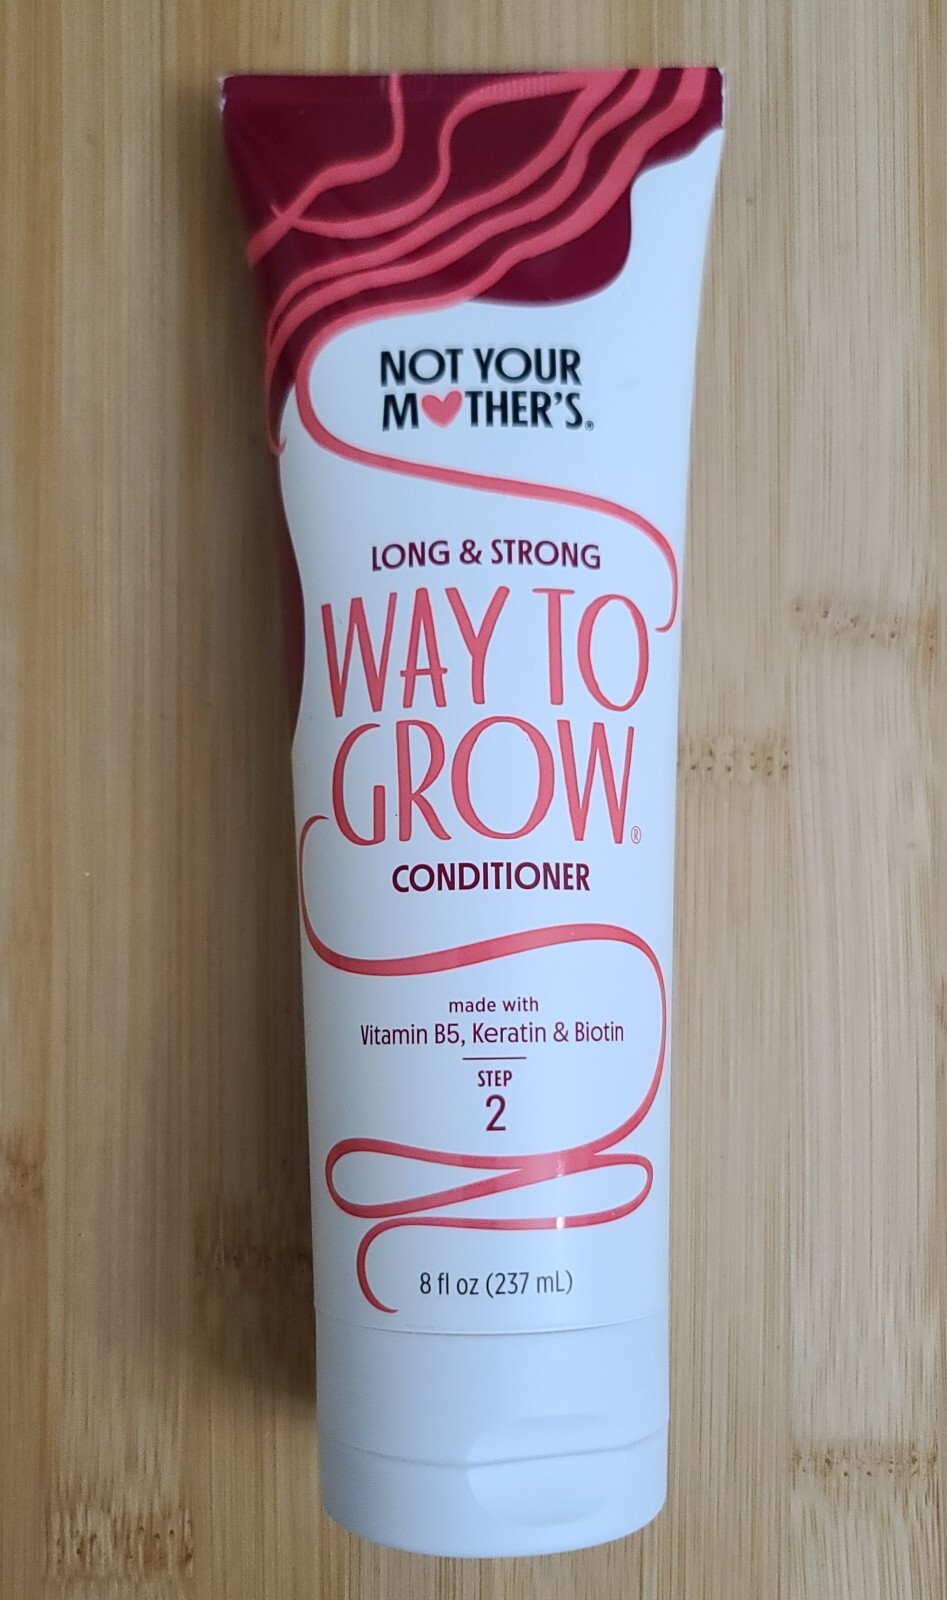 NOT YOUR
M❤THER'S®
LONG & STRONG
WAY TO
GROW®
CONDITIONER
made with
Vitamin B5, Keratin & Biotin
STEP
2
8 fl oz (237 mL)